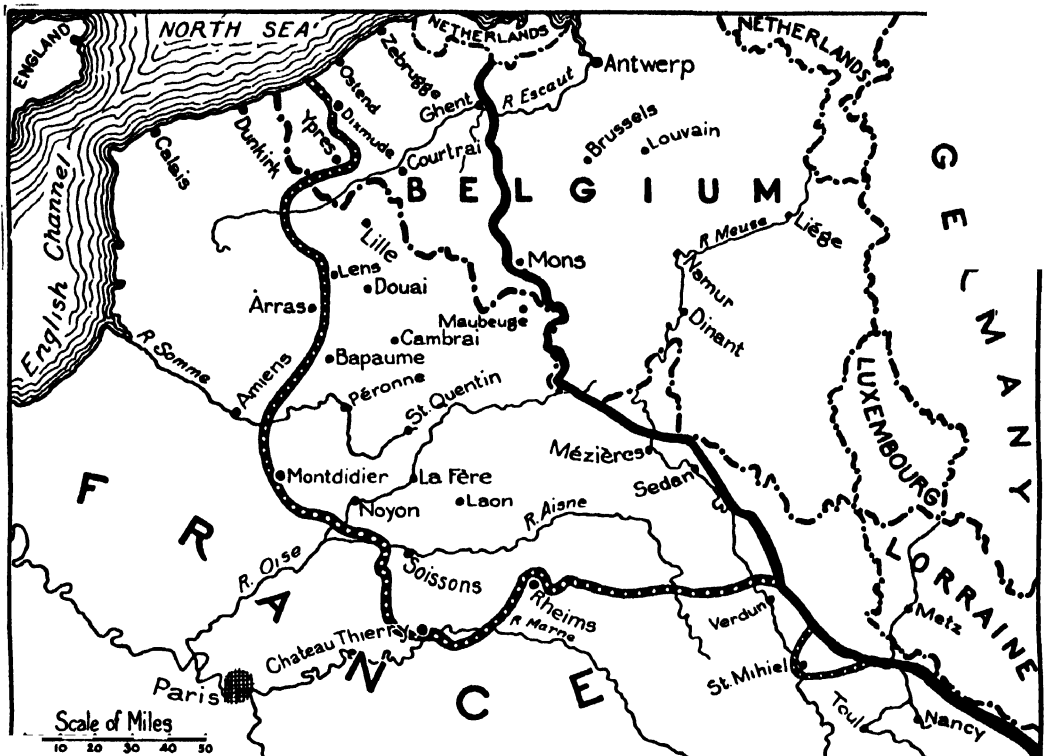 NORTH SEA
ENGLAND
NETHERLANDS
NETHERLANDS
Zebrugge
Ostend
Antwerp
Ghent
R Escaut
Dixmude
Ypres
Dunkirk
Calais
Brussels
Louvain
Courtrai
BELGIUM
GERMANY
English Channel
Lille
R Meuse
Liége
Lens
Douai
Mons
Namur
Arras
Maubeuge
Dinant
Cambrai
R Somme
Bapaume
Amiens
Péronne
St. Quentin
LUXEMBOURG
Mézières
Montdidier
La Fère
Sedan
Noyon
Laon
R. Aisne
FRANCE
LORRAINE
R. Oise
Soissons
Rheims
Verdun
Metz
R Marne
Chateau Thierry
St. Mihiel
Paris
Toul
Nancy
Scale of Miles
10 20 30 40 50